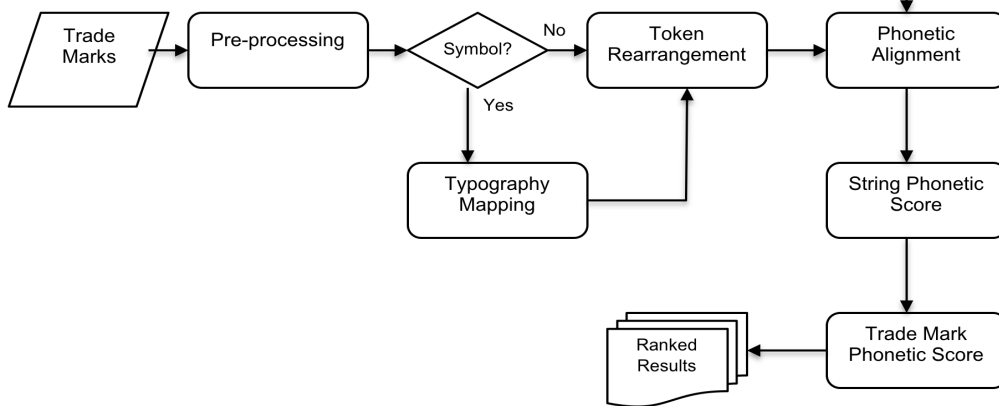 Trade
Marks
Pre-processing
Symbol?
No
Token
Rearrangement
Phonetic
Alignment
Yes
Typography
Mapping
String Phonetic
Score
Trade Mark
Phonetic Score
Ranked
Results